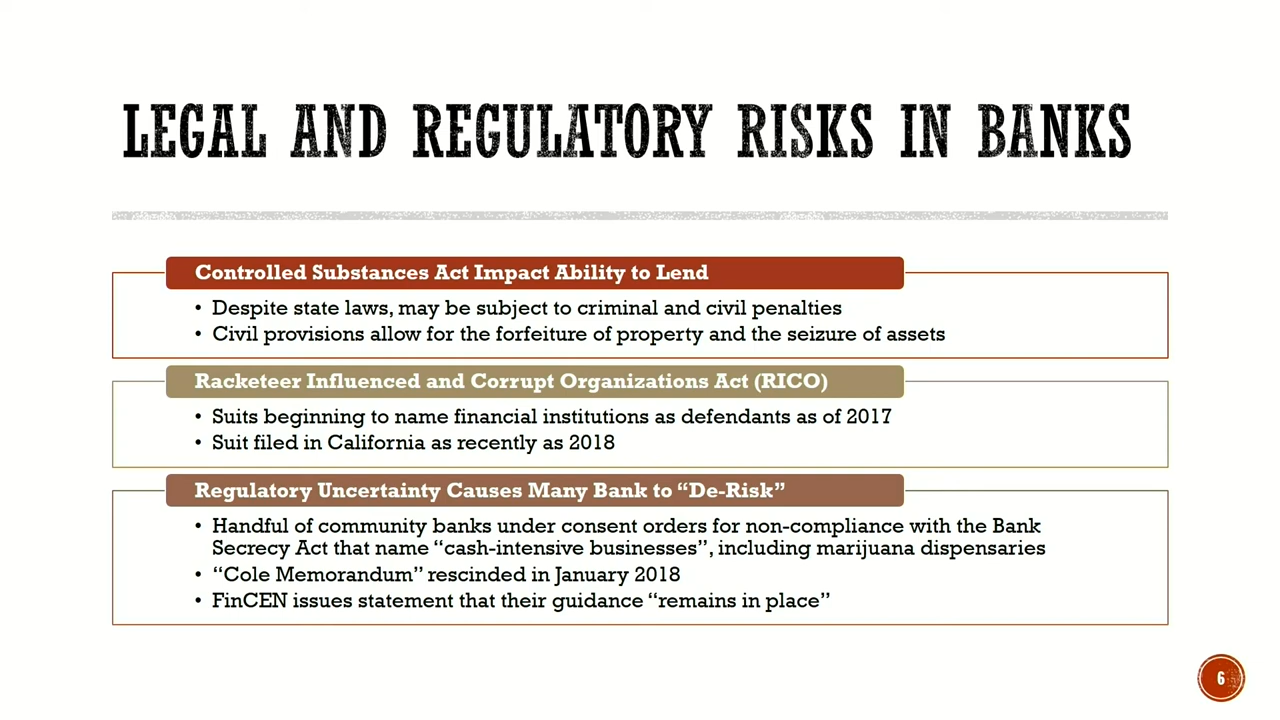 LEGAL AND REGULATORY RISKS IN BANKS
Controlled Substances Act Impact Ability to Lend
• Despite state laws, may be subject to criminal and civil penalties
• Civil provisions allow for the forfeiture of property and the seizure of assets
Racketeer Influenced and Corrupt Organizations Act (RICO)
• Suits beginning to name financial institutions as defendants as of 2017
• Suit filed in California as recently as 2018
Regulatory Uncertainty Causes Many Bank to “De-Risk”
• Handful of community banks under consent orders for non-compliance with the Bank
Secrecy Act that name “cash-intensive businesses”, including marijuana dispensaries
• “Cole Memorandum” rescinded in January 2018
• FinCEN issues statement that their guidance “remains in place”
6